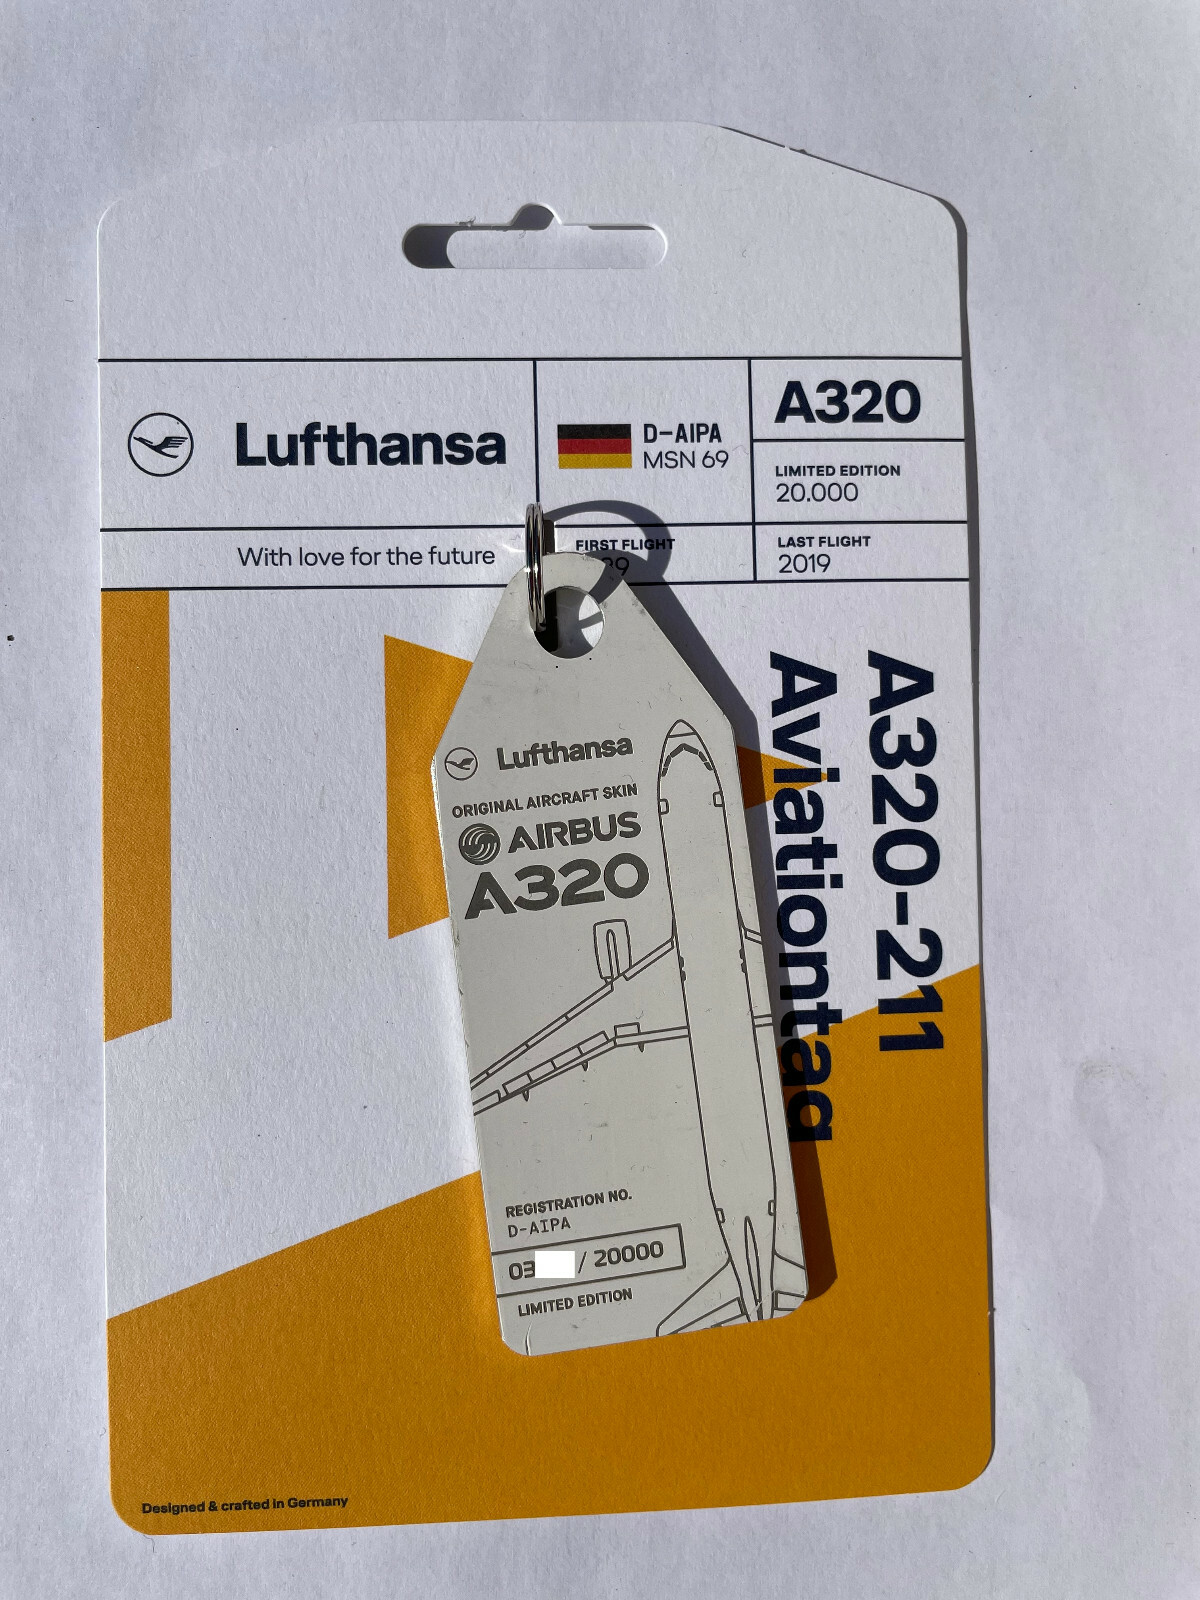 Lufthansa
D-AIPA
MSN 69
A320
LIMITED EDITION
20.000
With love for the future
FIRST FLIGHT
LAST FLIGHT
2019
A320-211
Aviationtag
Lufthansa
ORIGINAL AIRCRAFT SKIN
AIRBUS
A320
REGISTRATION NO.
D-AIPA
03 / 20000
LIMITED EDITION
Designed & crafted in Germany